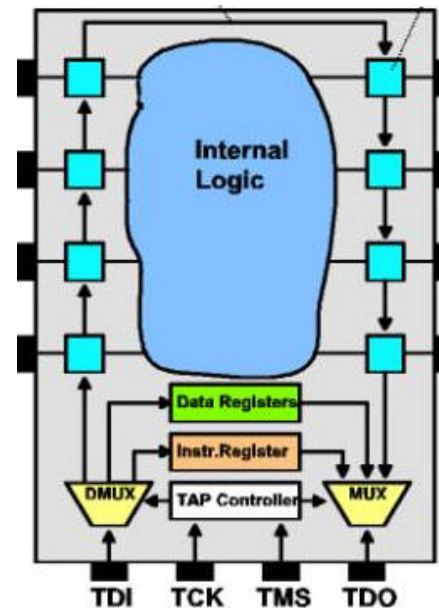 Internal
Logic
Data Registers
Instr.Register
DMUX
TAP Controller
MUX
TDI
TCK
TMS
TDO